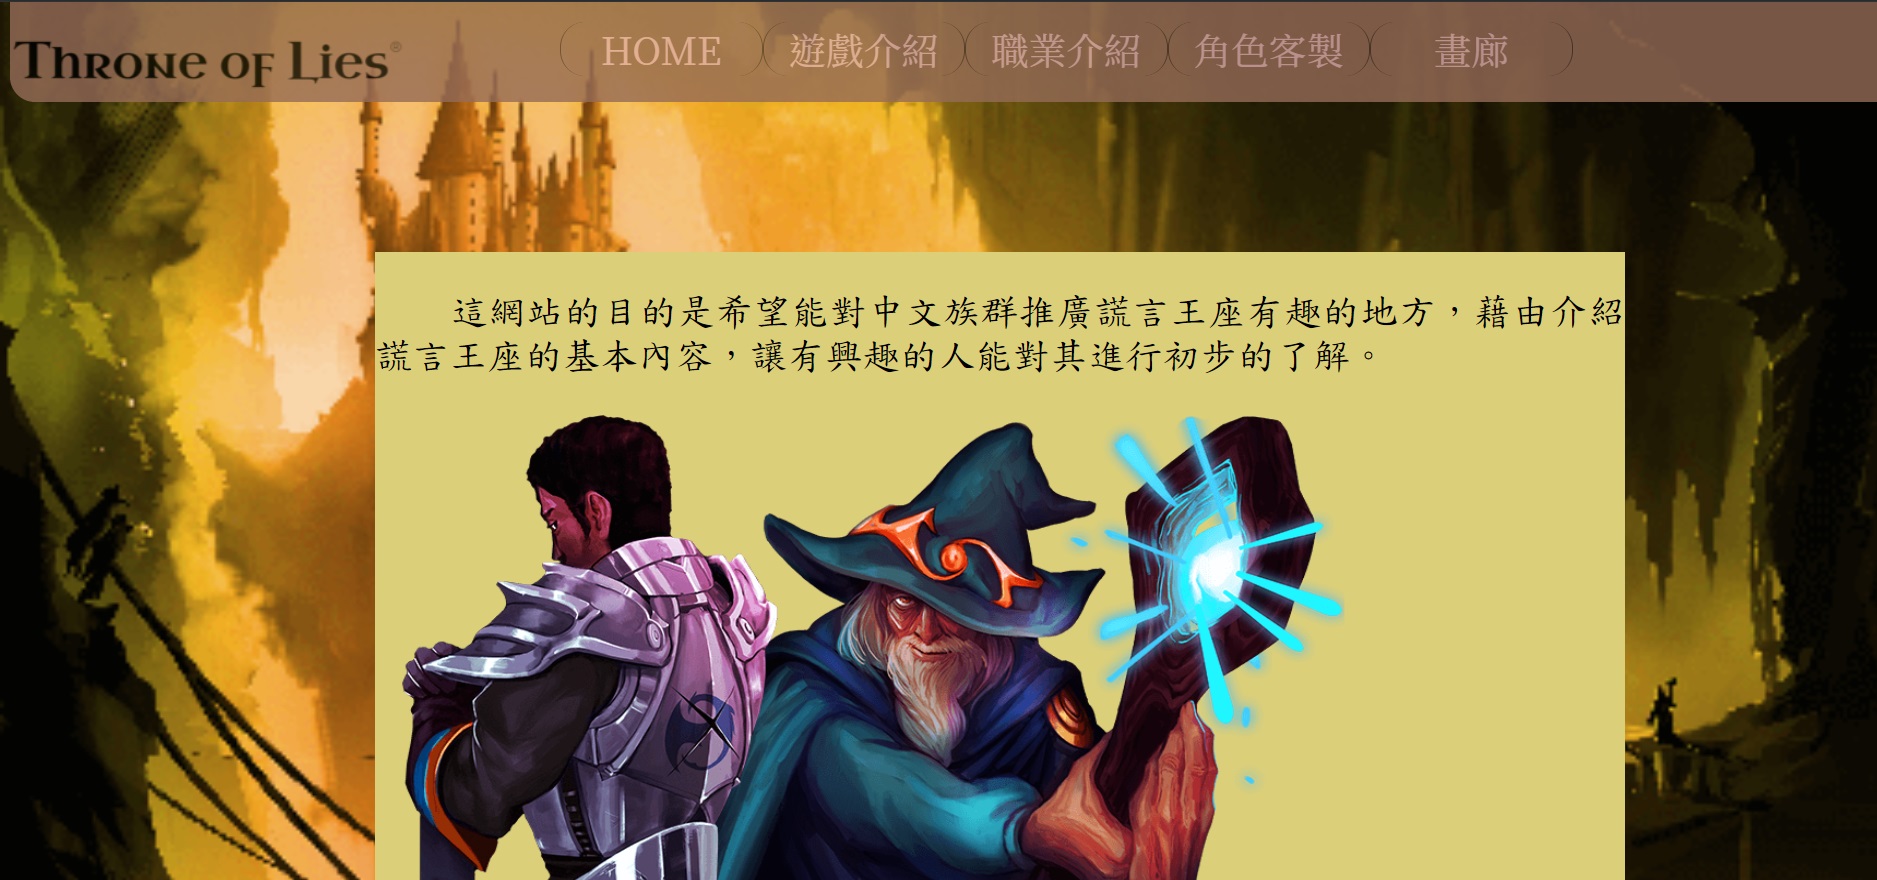 Throne of Lies®
HOME
遊戲介紹
職業介紹
角色客製
畫廊
這網站的目的是希望能對中文族群推廣謊言王座有趣的地方，藉由介紹
謊言王座的基本內容，讓有興趣的人能對其進行初步的了解。